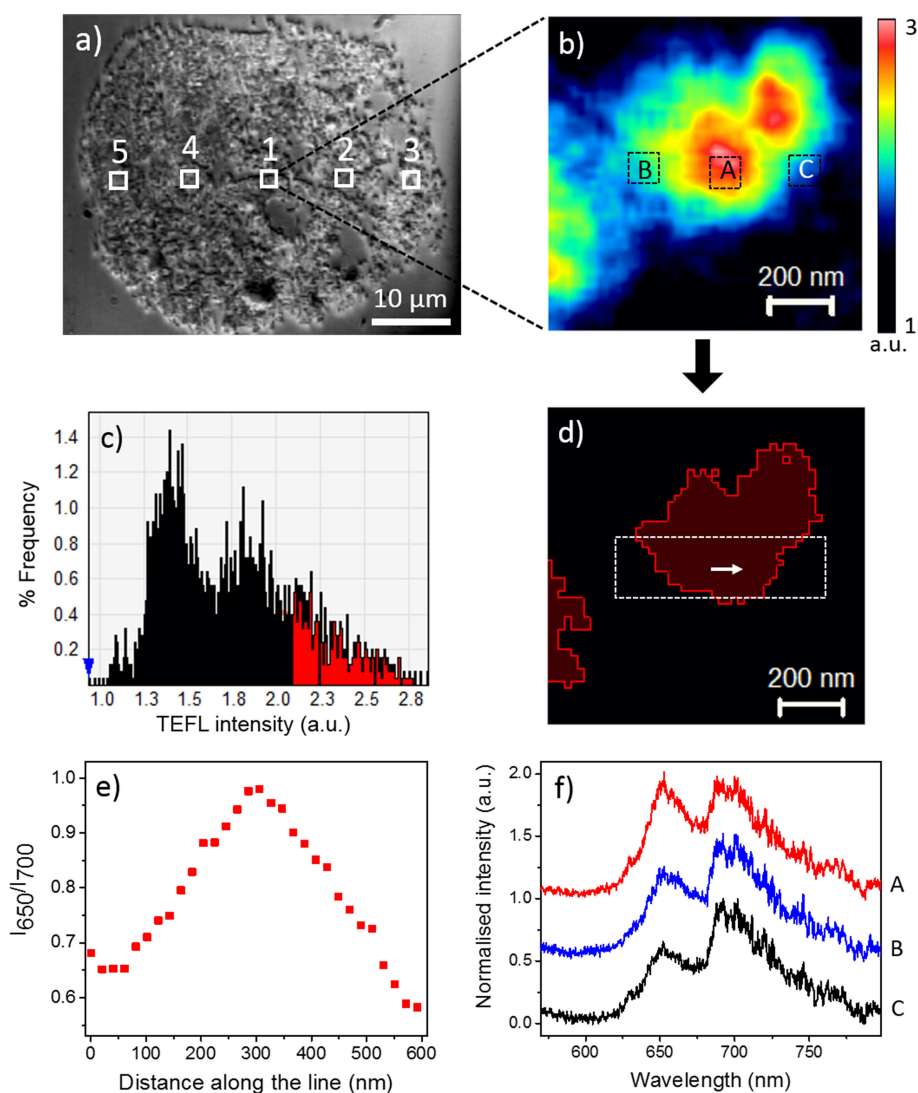 a)
5 4 1 2 3
10 µm
b)
B A C
200 nm
3
1
a.u.
c)
% Frequency
1.4
1.2
1.0
0.8
0.6
0.4
0.2
1.0 1.3 1.5 1.8 2.0 2.3 2.5 2.8
TEFL intensity (a.u.)
d)
200 nm
e)
I650/I700
1.0
0.9
0.8
0.7
0.6
0 100 200 300 400 500 600
Distance along the line (nm)
f)
Normalised intensity (a.u.)
2.0
1.5
1.0
0.5
0.0
A
B
C
600 650 700 750
Wavelength (nm)